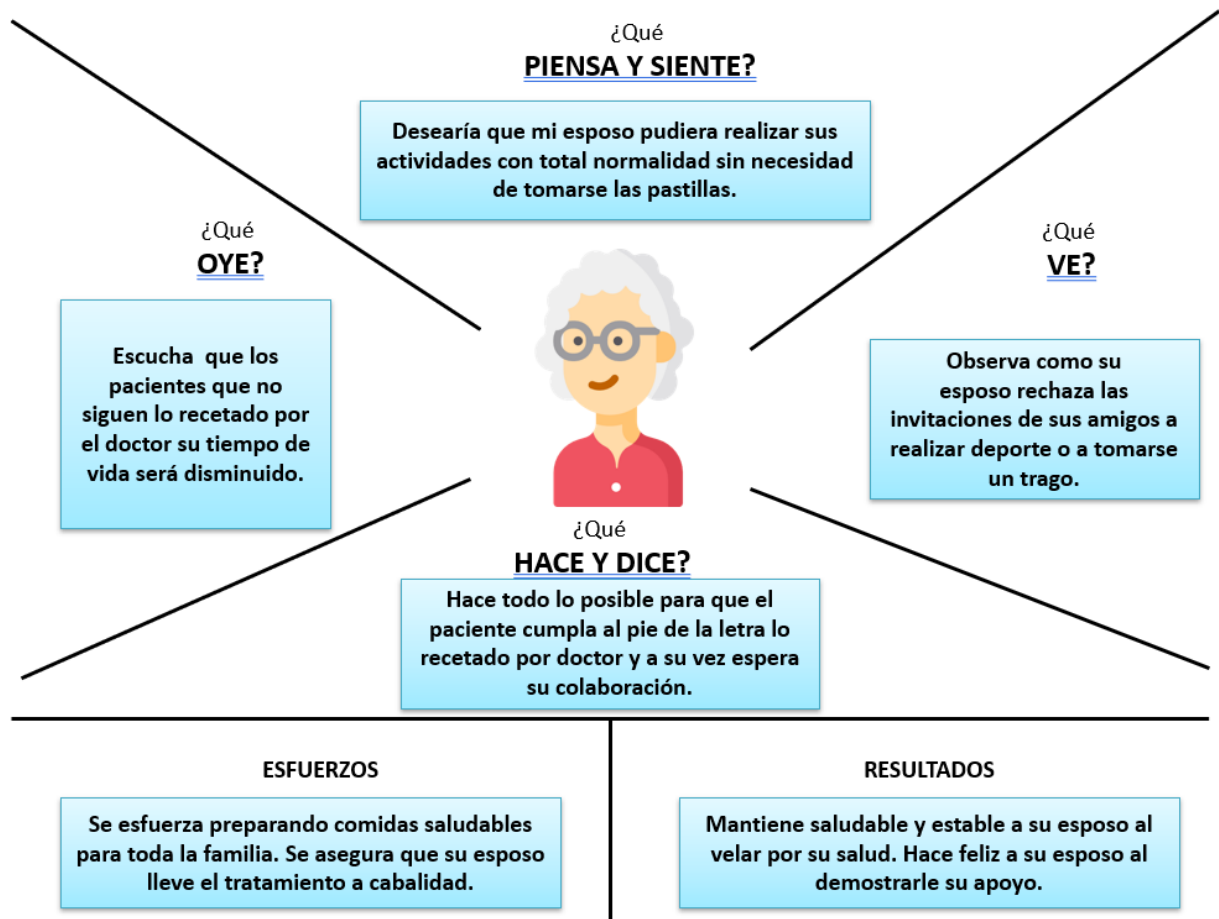 ¿Qué
PIENSA Y SIENTE?
Desearía que mi esposo pudiera realizar sus
actividades con total normalidad sin necesidad
de tomarse las pastillas.
¿Qué
OYE?
Escucha  que los
pacientes que no
siguen lo recetado por
el doctor su tiempo de
vida será disminuido.
¿Qué
VE?
Observa como su
esposo rechaza las
invitaciones de sus amigos a
realizar deporte o a tomarse
un trago.
¿Qué
HACE Y DICE?
Hace todo lo posible para que el
paciente cumpla al pie de la letra lo
recetado por doctor y a su vez espera
su colaboración.
ESFUERZOS
Se esfuerza preparando comidas saludables
para toda la familia. Se asegura que su esposo
lleve el tratamiento a cabalidad.
RESULTADOS
Mantiene saludable y estable a su esposo al
velar por su salud. Hace feliz a su esposo al
demostrarle su apoyo.